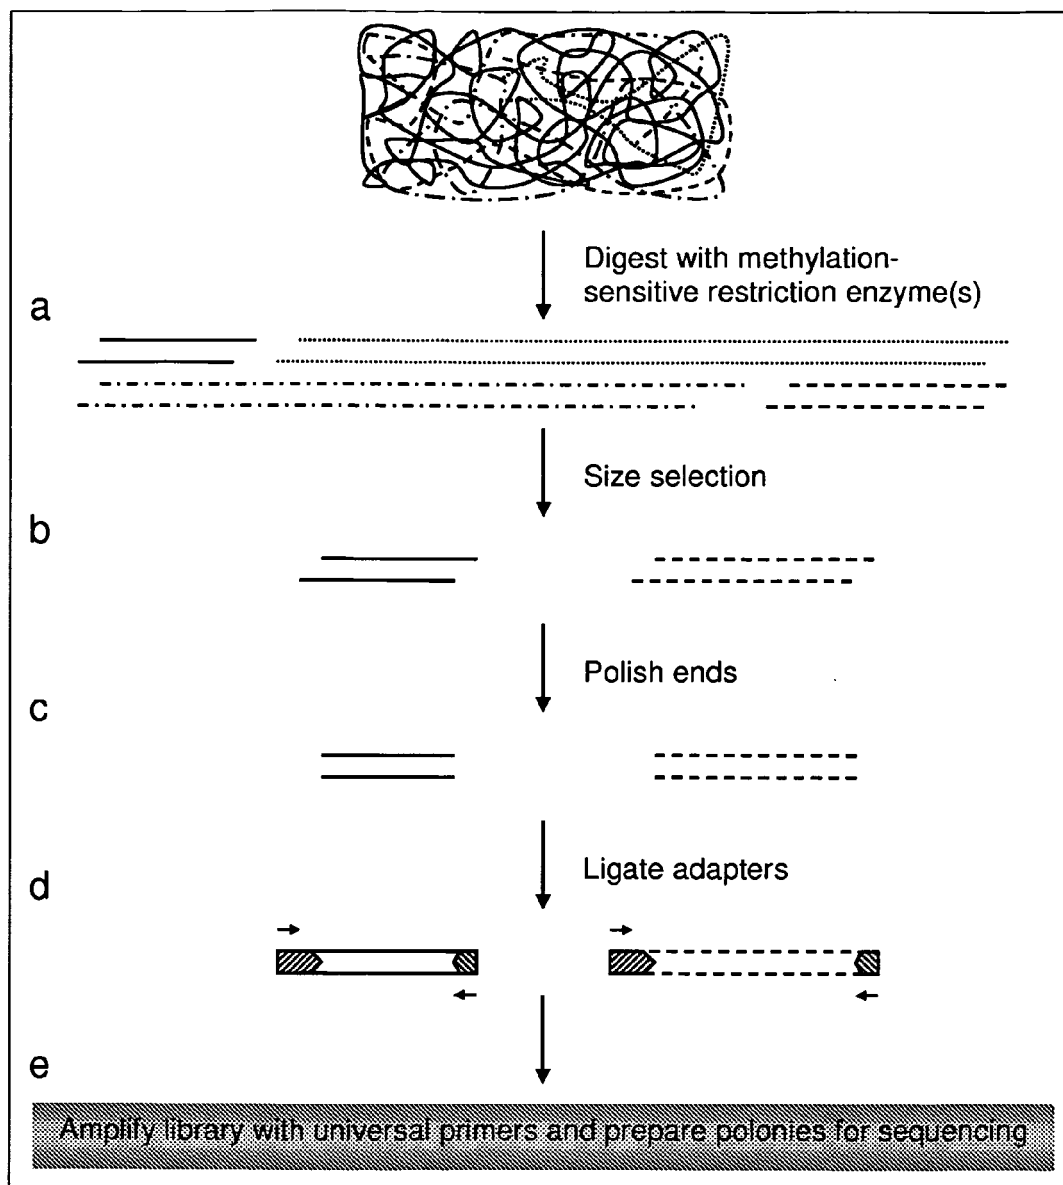 Digest with methylation-
sensitive restriction enzyme(s)
a
Size selection
b
Polish ends
c
Ligate adapters
d
e
Amplify library with universal primers and prepare polonies for sequencing